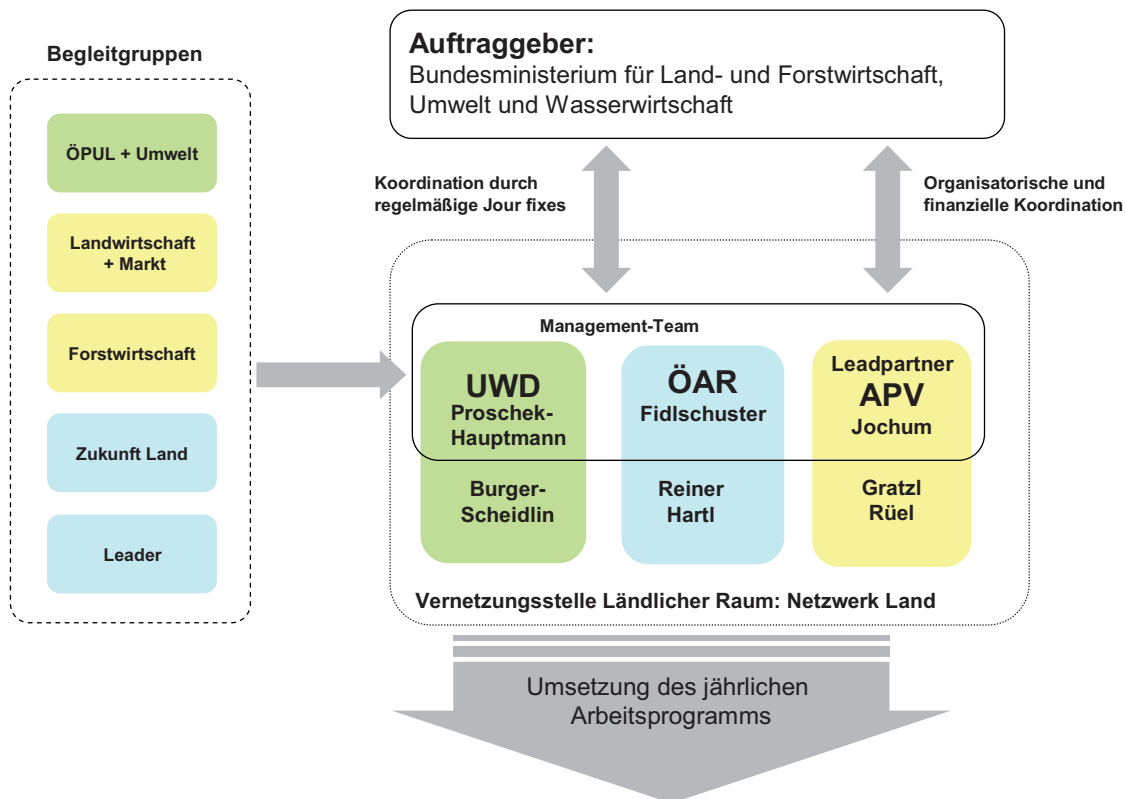 Begleitgruppen
ÖPUL + Umwelt
Landwirtschaft
+ Markt
Forstwirtschaft
Zukunft Land
Leader
Auftraggeber:
Bundesministerium für Land- und Forstwirtschaft,
Umwelt und Wasserwirtschaft
Koordination durch
regelmäßige Jour fixes
Organisatorische und
finanzielle Koordination
Management-Team
UWD
Proschek-
Hauptmann
Burger-
Scheidlin
ÖAR
Fidlschuster
Reiner
Hartl
Leadpartner
APV
Jochum
Gratzl
Rüel
Vernetzungsstelle Ländlicher Raum: Netzwerk Land
Umsetzung des jährlichen
Arbeitsprogramms